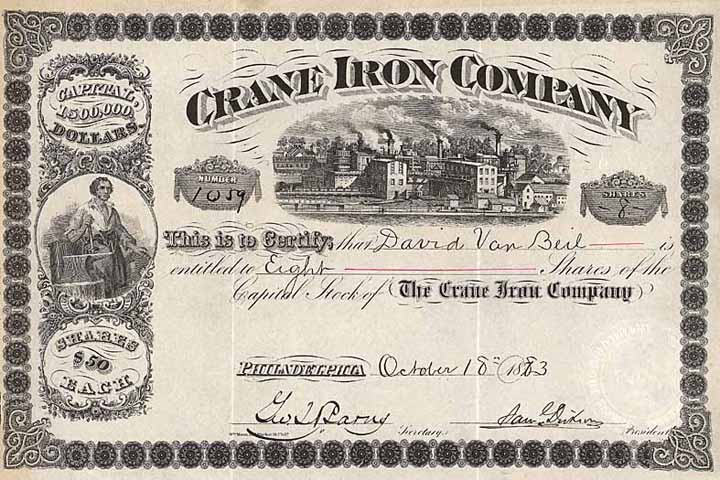 CRANE IRON COMPANY
CAPITAL,
1,500,000,
DOLLARS.
NUMBER
1059
SHARES
8
This is to Certify, that David Van Beil is
entitled to Eight Shares of the
Capital Stock of The Crane Iron Company
SHARES
$50
EACH.
PHILADELPHIA October 18 1883
Secretary.
President